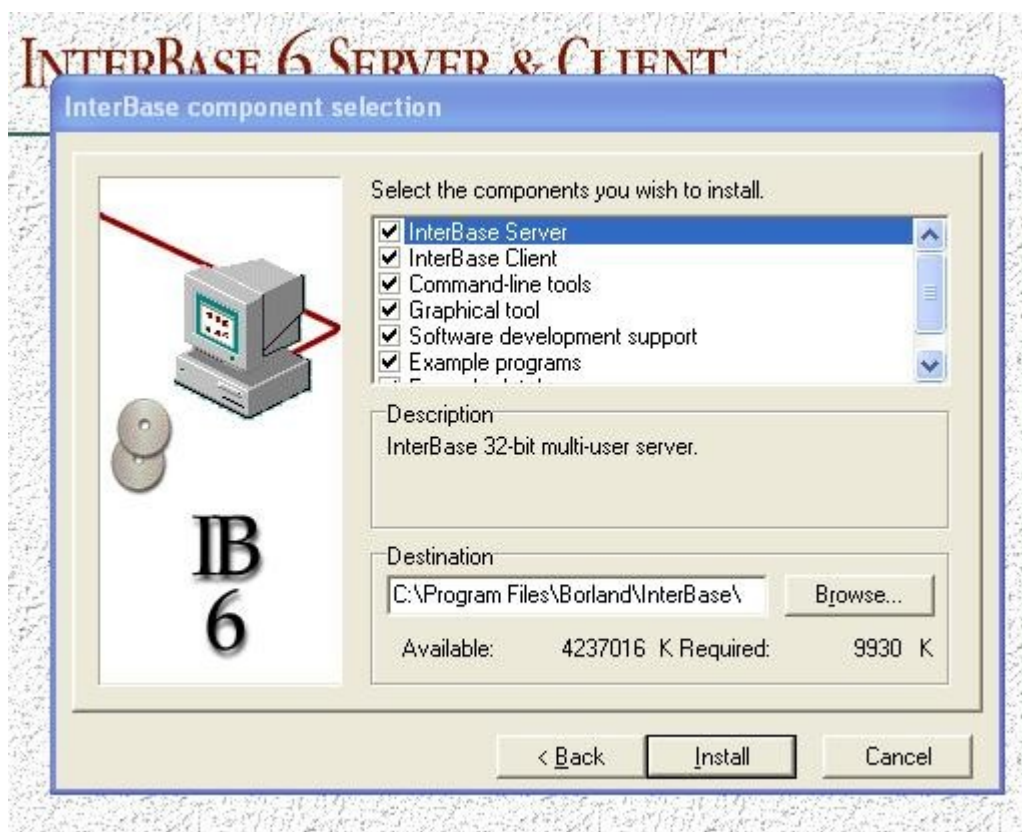 INTERBASE 6 SERVER & CLIENT
InterBase component selection
Select the components you wish to install.
InterBase Server
InterBase Client
Command-line tools
Graphical tool
Software development support
Example programs
Description
InterBase 32-bit multi-user server.
IB
6
Destination
C:\Program Files\Borland\InterBase\
Browse...
Available: 4237016 K Required: 9930 K
< Back Install Cancel